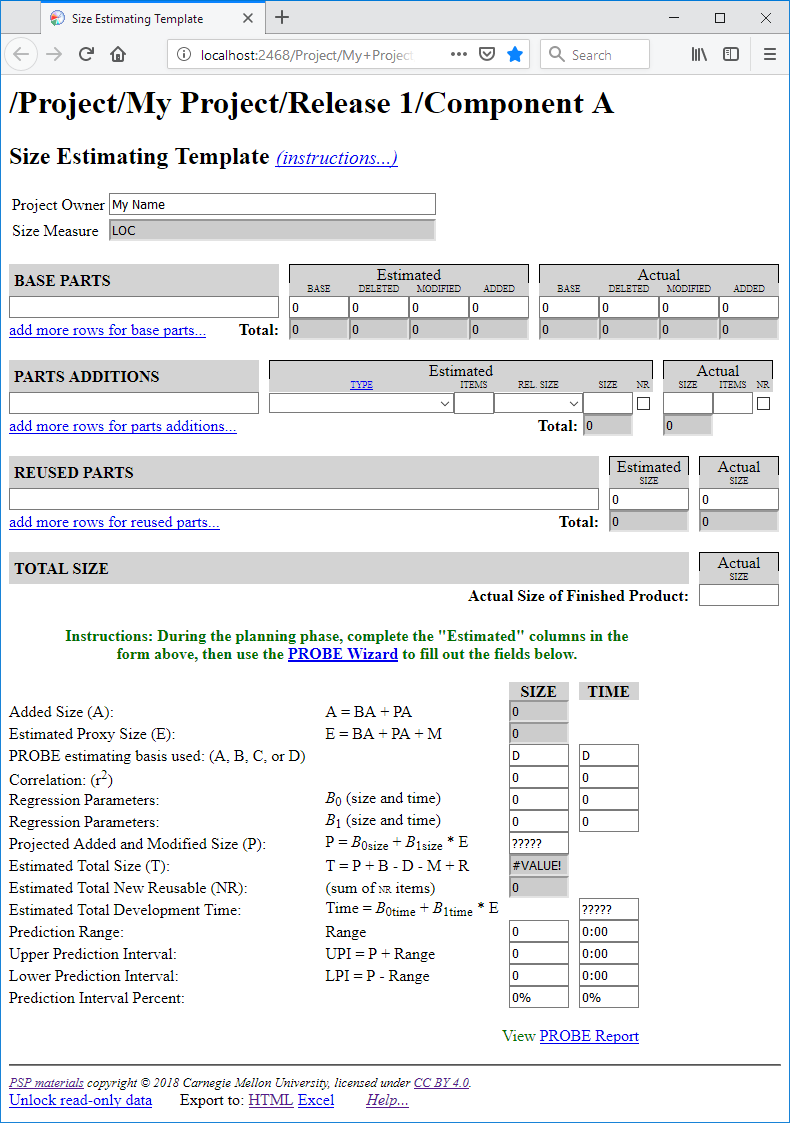 Size Estimating Template
localhost:2468/Project/My+Projec
Search
/Project/My Project/Release 1/Component A
Size Estimating Template (instructions...)
Project Owner My Name
Size Measure LOC
BASE PARTS Estimated Actual
BASE DELETED MODIFIED ADDED BASE DELETED MODIFIED ADDED
0 0 0 0 0 0 0 0
add more rows for base parts... Total: 0 0 0 0 0 0 0 0
PARTS ADDITIONS Estimated Actual
TYPE ITEMS REL. SIZE SIZE NR SIZE ITEMS NR
add more rows for parts additions... Total: 0 0
REUSED PARTS Estimated Actual
SIZE SIZE
0 0
add more rows for reused parts... Total: 0 0
TOTAL SIZE Actual
SIZE
Actual Size of Finished Product:
Instructions: During the planning phase, complete the "Estimated" columns in the
form above, then use the PROBE Wizard to fill out the fields below.
SIZE TIME
Added Size (A): A = BA + PA 0
Estimated Proxy Size (E): E = BA + PA + M 0
PROBE estimating basis used: (A, B, C, or D) D D
Correlation: (r2) 0 0
Regression Parameters: B0 (size and time) 0 0
Regression Parameters: B1 (size and time) 0 0
Projected Added and Modified Size (P): P = B0size + B1size * E ?????
Estimated Total Size (T): T = P + B - D - M + R #VALUE!
Estimated Total New Reusable (NR): (sum of NR items) 0
Estimated Total Development Time: Time = B0time + B1time * E ?????
Prediction Range: Range 0 0:00
Upper Prediction Interval: UPI = P + Range 0 0:00
Lower Prediction Interval: LPI = P - Range 0 0:00
Prediction Interval Percent: 0% 0%
View PROBE Report
PSP materials copyright © 2018 Carnegie Mellon University, licensed under CC BY 4.0.
Unlock read-only data Export to: HTML Excel Help...